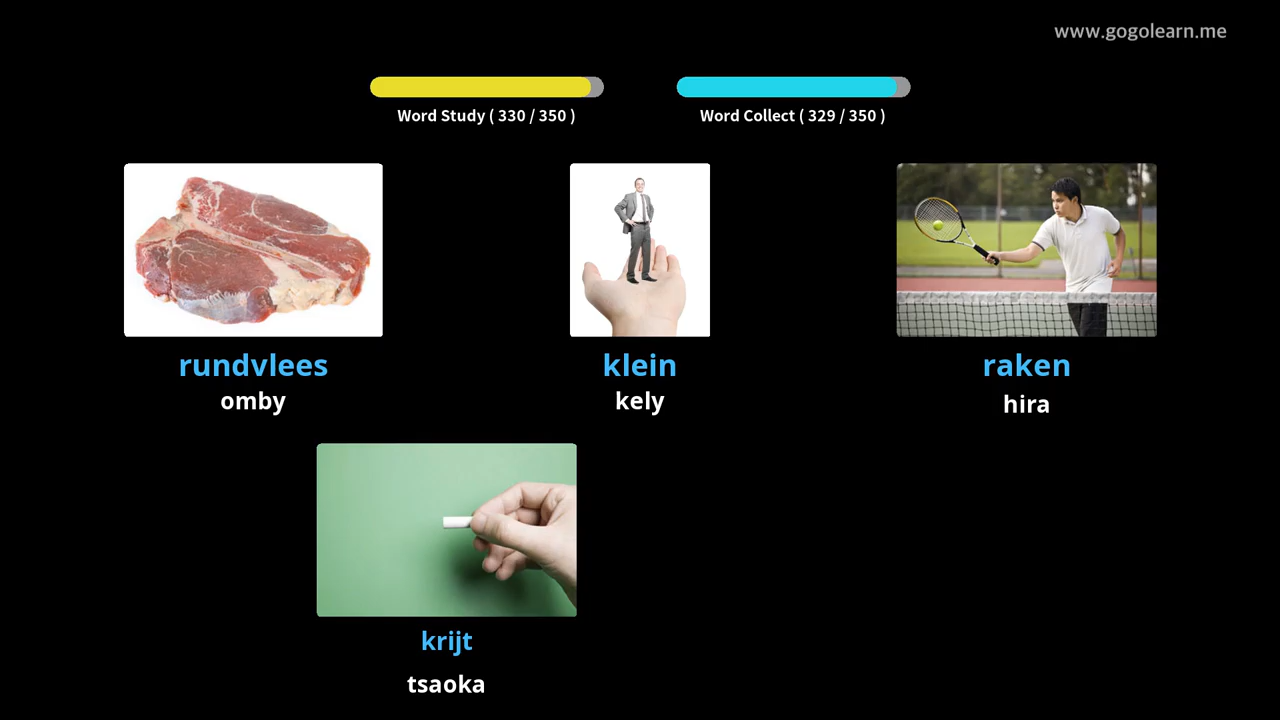 www.gogolearn.me
Word Study ( 330 / 350 )
Word Collect ( 329 / 350 )
rundvlees
omby
klein
kely
raken
hira
krijt
tsaoka